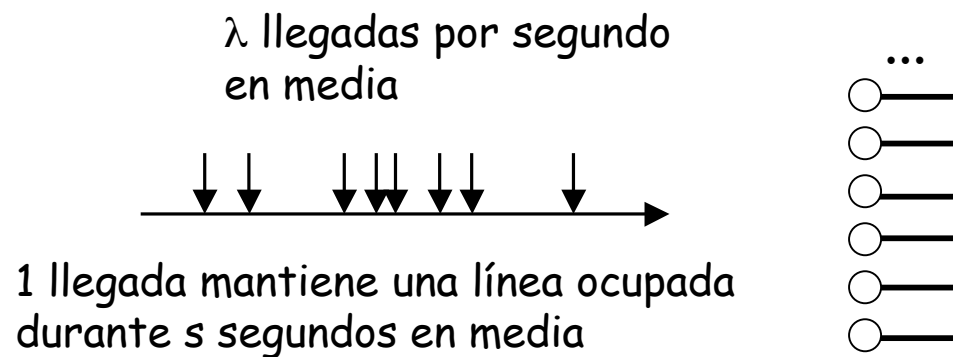 λ llegadas por segundo
en media
...
1 llegada mantiene una línea ocupada
durante s segundos en media